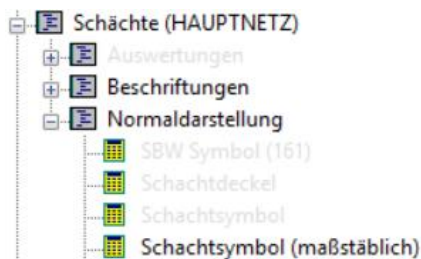 Schächte (HAUPTNETZ)
Auswertungen
Beschriftungen
Normaldarstellung
SBW Symbol (161)
Schachtdeckel
Schachtsymbol
Schachtsymbol (maßstäblich)